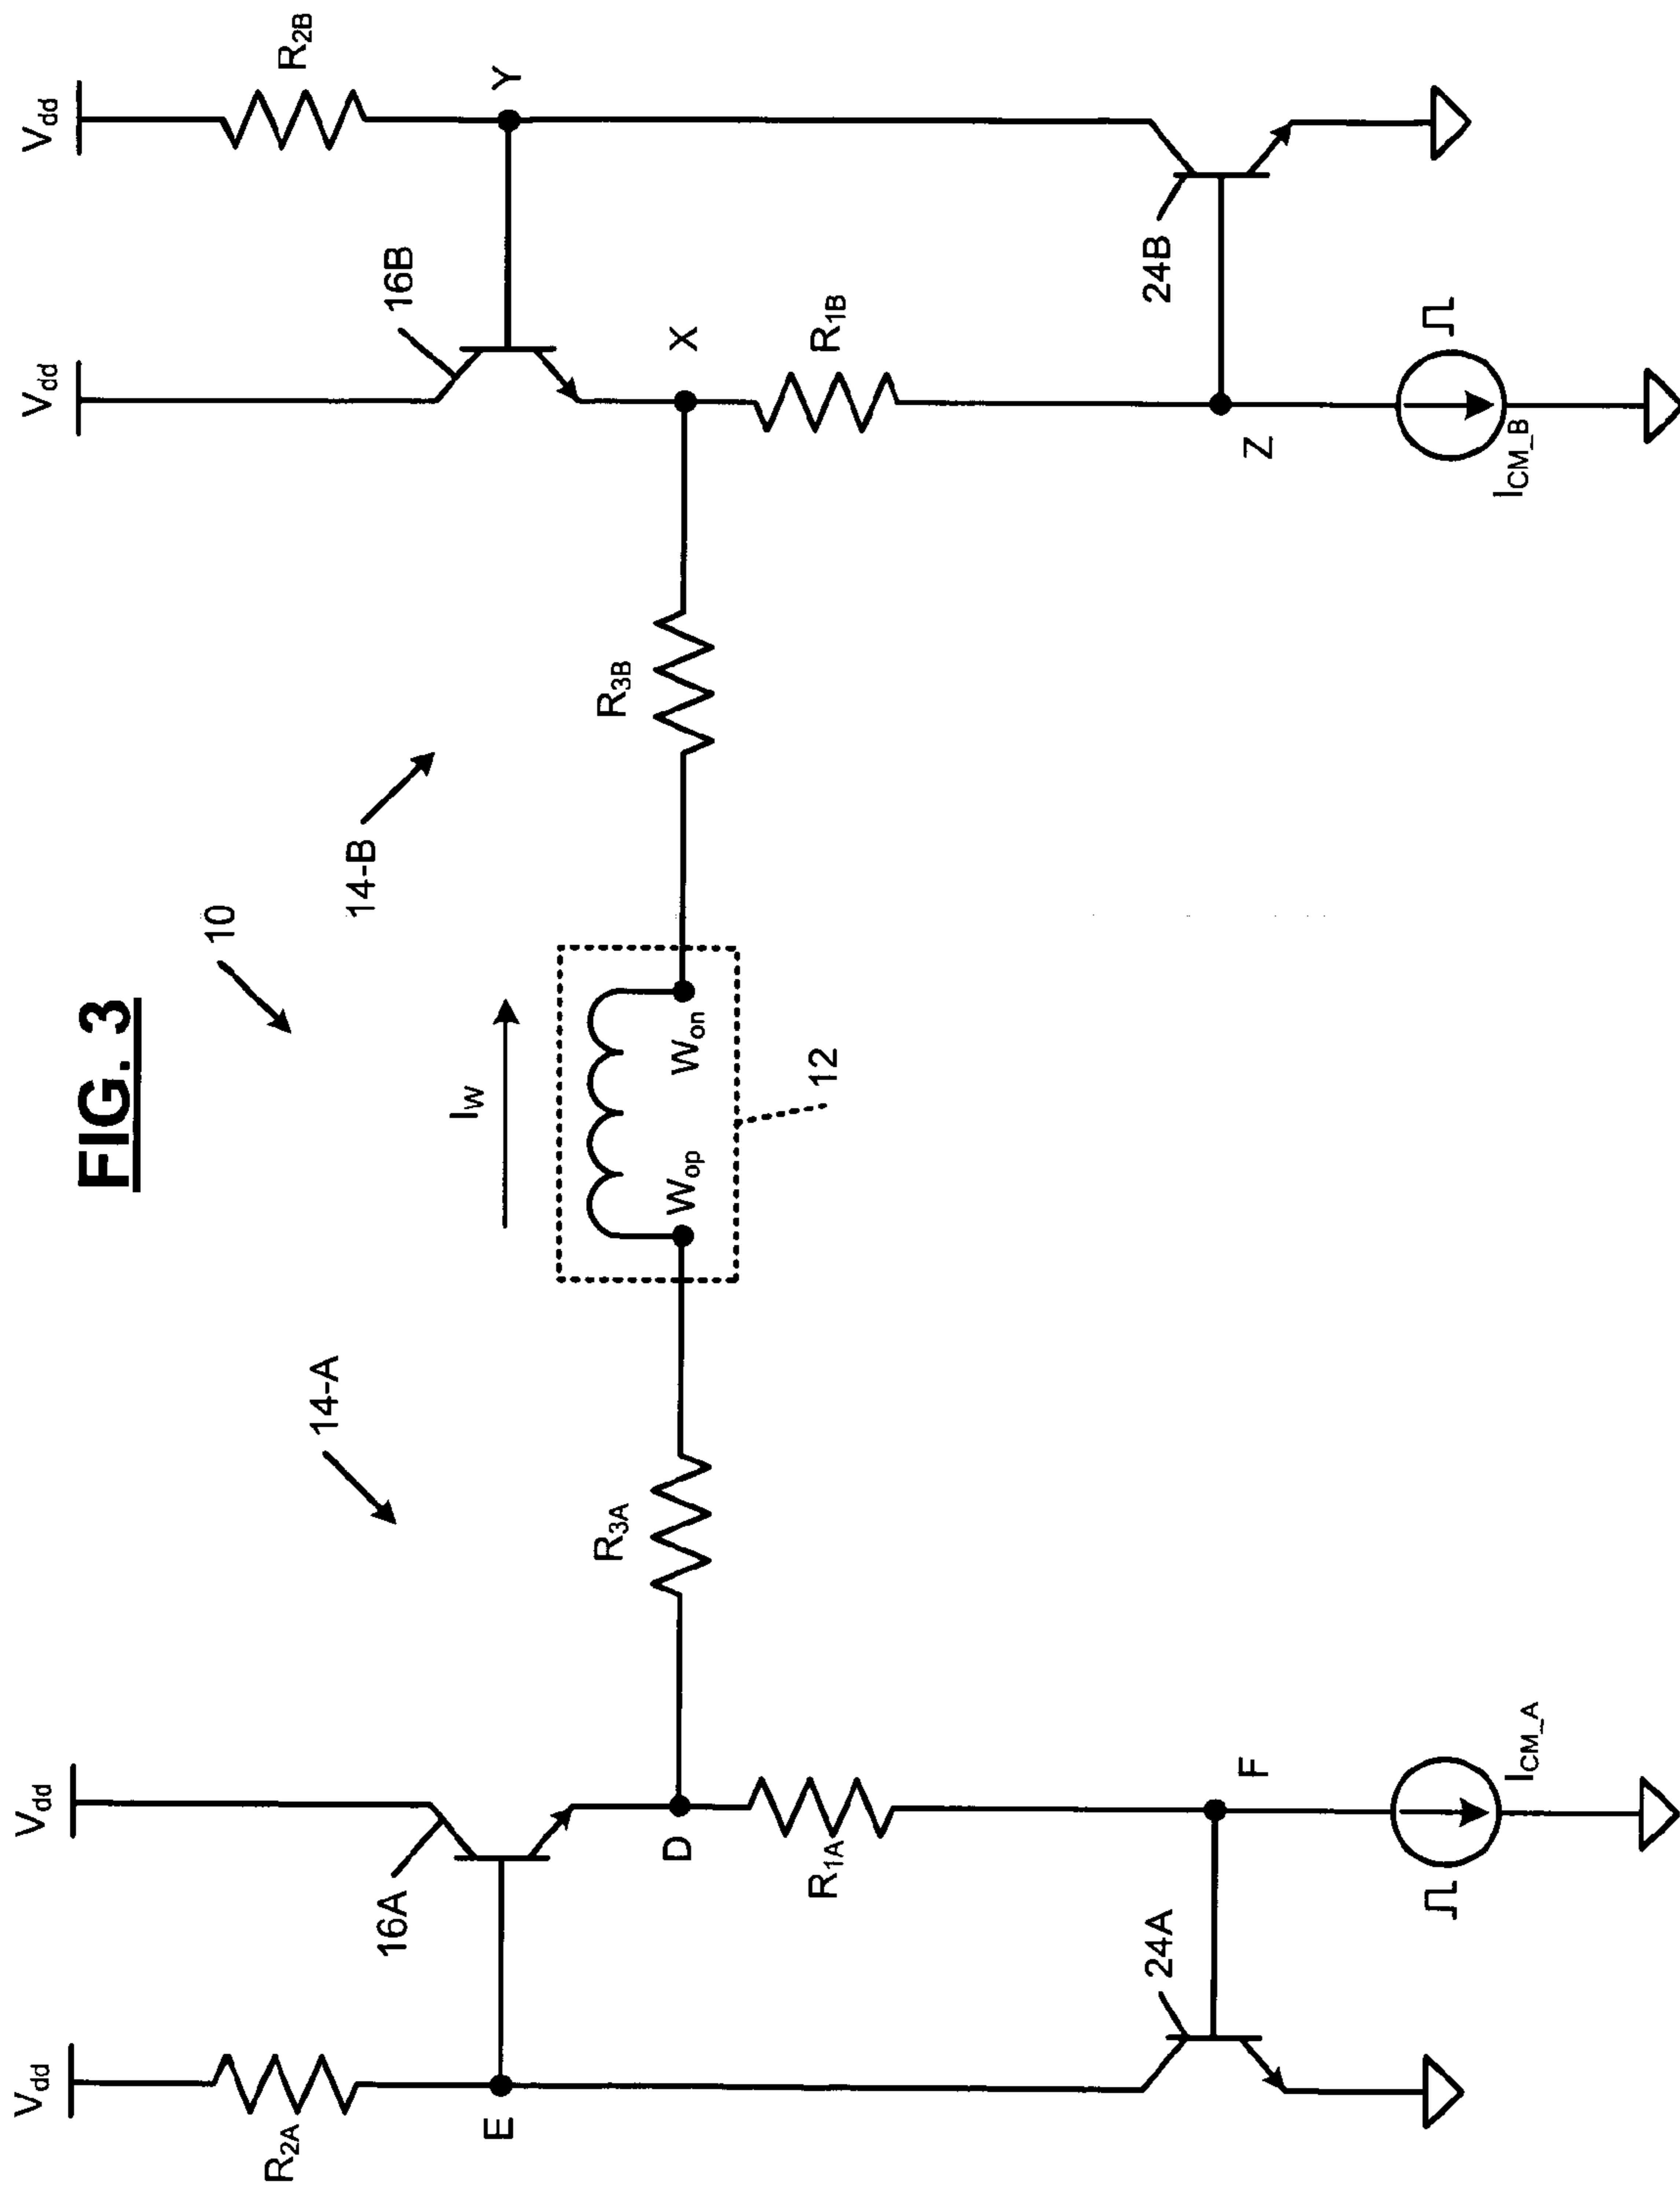 FIG. 3
10
14-A
14-B
V_dd
V_dd
V_dd
V_dd
R_2A
R_2B
16A
16B
E
Y
I_W
D
X
R_3A
R_3B
W_op
W_on
12
R_1A
R_1B
24A
24B
F
Z
I_CM_A
I_CM_B